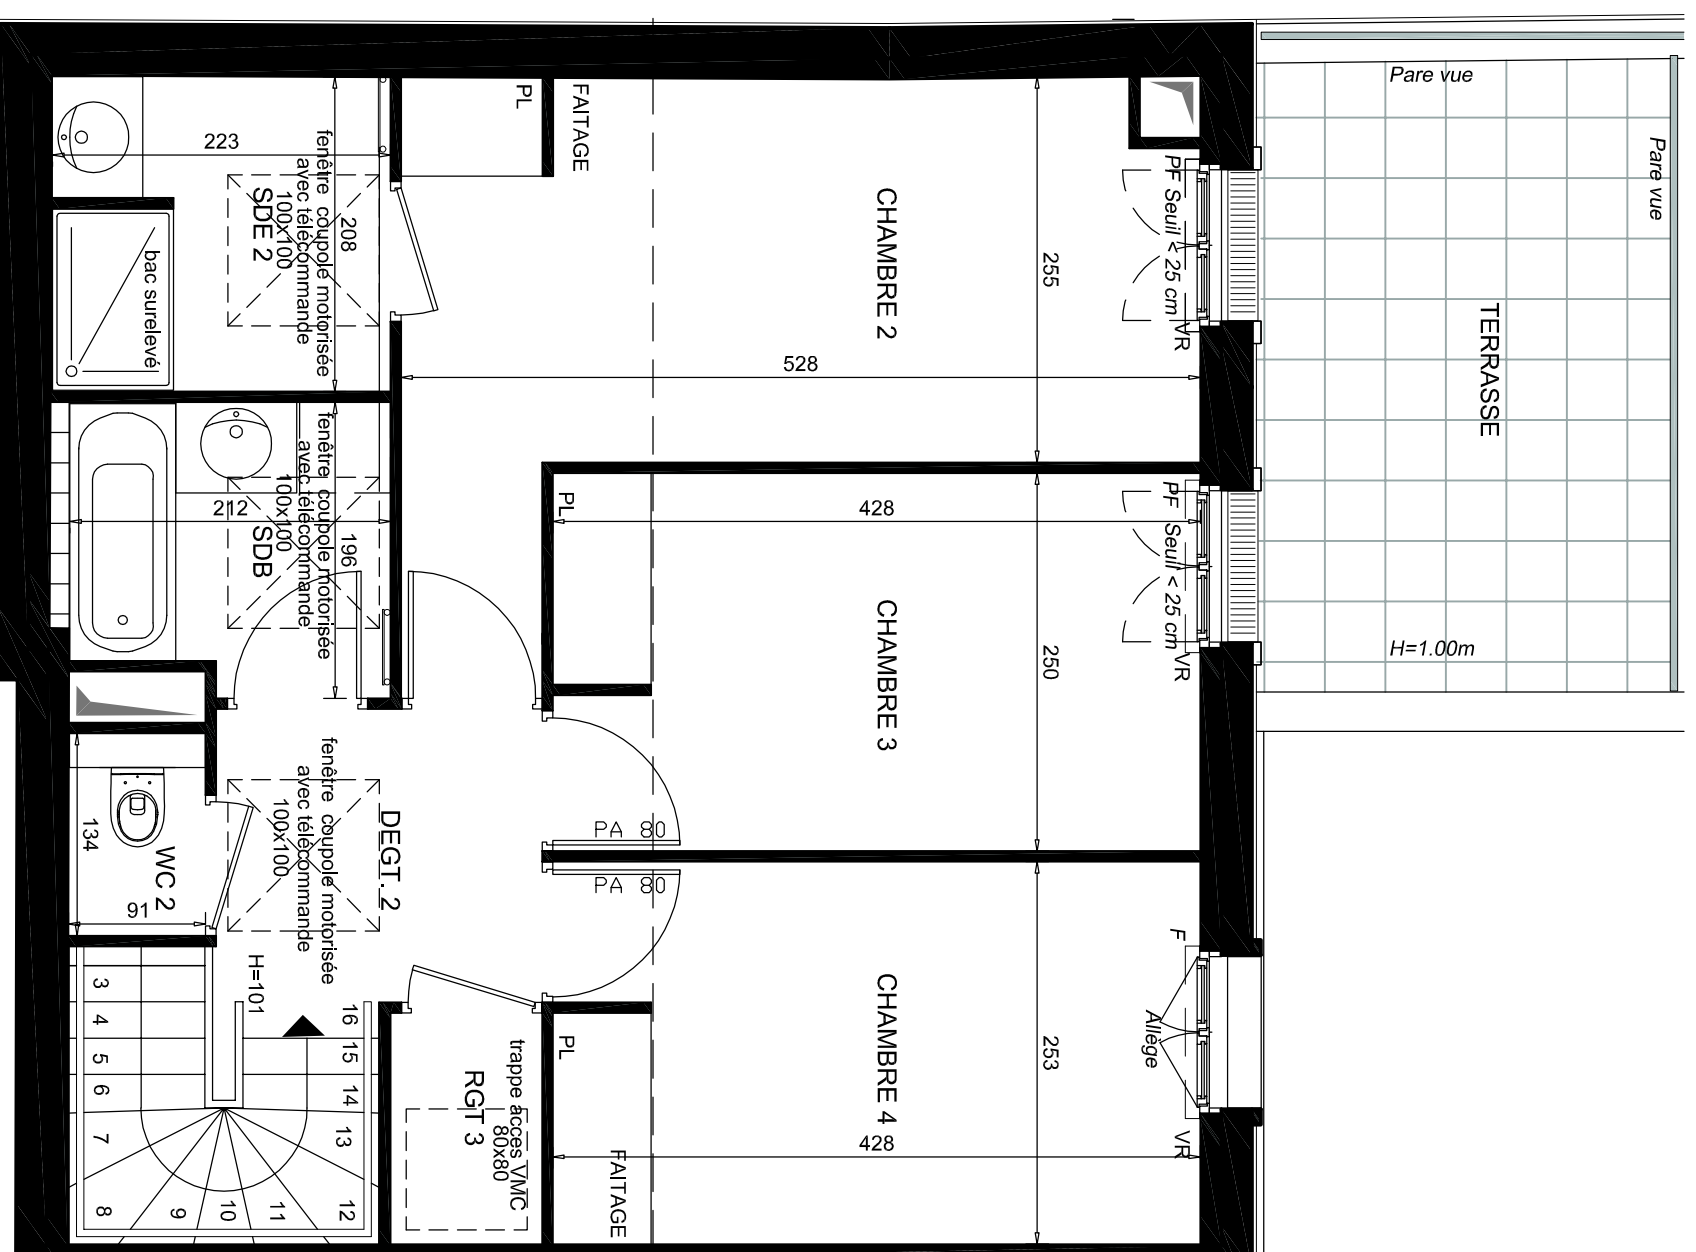 Pare vue
Pare vue
TERRASSE
H=1.00m
PL
FAITAGE
223
fenêtre coupole motorisée
avec télécommande
100x100
208
SDE 2
bac surelevé
CHAMBRE 2
255
528
PF Seuil < 25 cm
VR
fenêtre coupole motorisée
avec télécommande
100x100
212
196
SDB
PL
428
CHAMBRE 3
250
PF Seuil < 25 cm
VR
PA 80
fenêtre coupole motorisée
avec télécommande
100x100
DEGT. 2
134
WC 2
91
H=101
PA 80
F
Allège
VR
CHAMBRE 4
253
428
PL
FAITAGE
RGT 3
trappe acces VMC
80x80
3
4
5
6
7
8
9
10
11
12
13
14
15
16